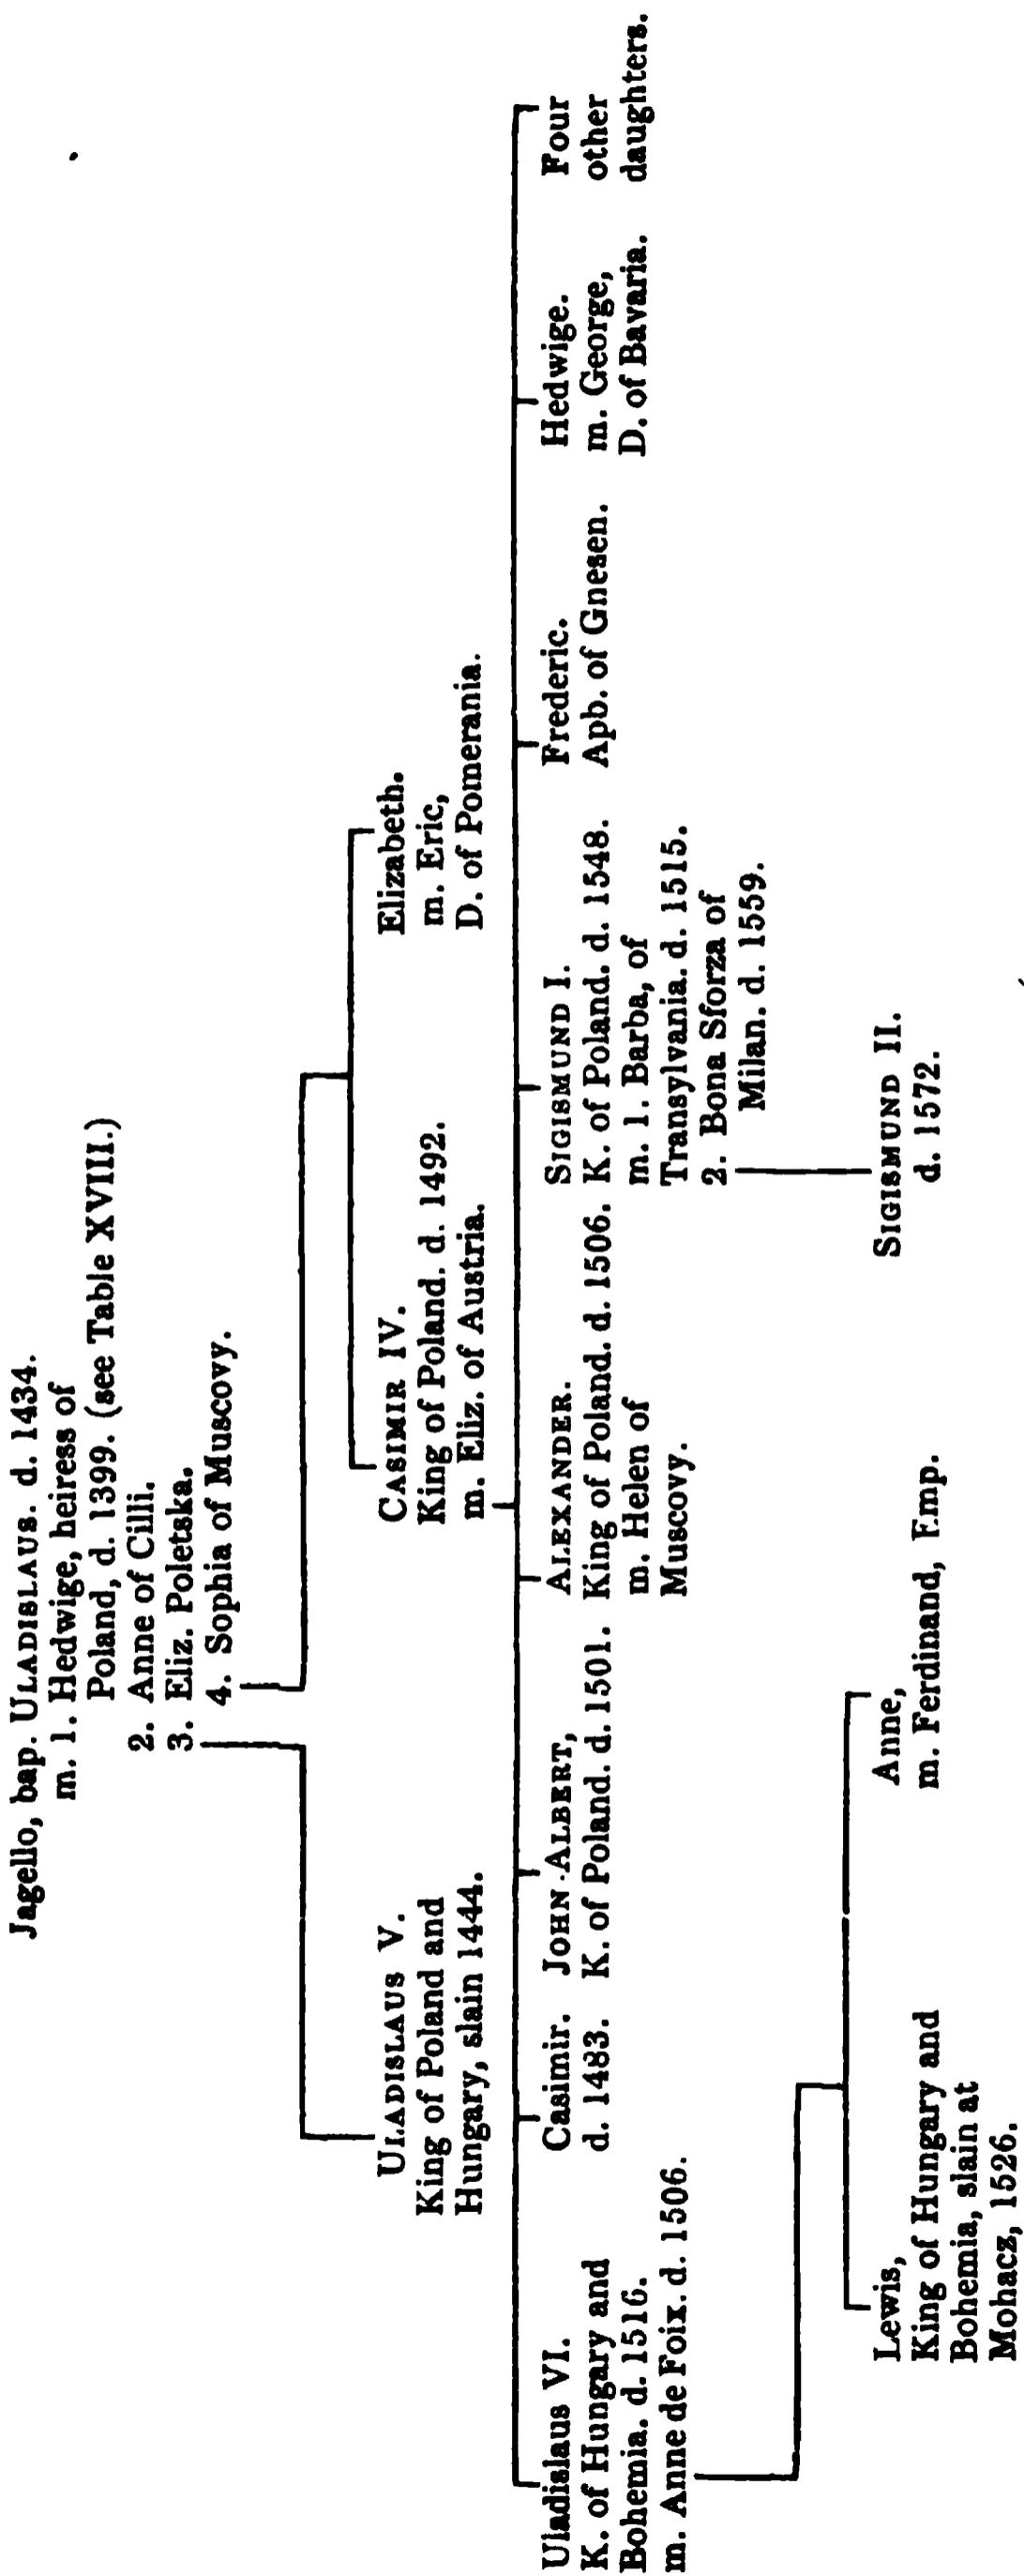 Jagello, bap. ULADISLAUS. d. 1434.
m. 1. Hedwige, heiress of
Poland, d. 1399. (see Table XVIII.)
2. Anne of Cilli.
3. Eliz. Poletska.
4. Sophia of Muscovy.
ULADISLAUS V.
King of Poland and
Hungary, slain 1444.
CASIMIR IV.
King of Poland. d. 1492.
m. Eliz. of Austria.
Elizabeth.
m. Eric,
D. of Pomerania.
Uladislaus VI.
K. of Hungary and
Bohemia. d. 1516.
m. Anne de Foix. d. 1506.
Casimir.
d. 1483.
JOHN-ALBERT,
K. of Poland. d. 1501.
ALEXANDER.
King of Poland. d. 1506.
m. Helen of
Muscovy.
SIGISMUND I.
K. of Poland. d. 1548.
m. 1. Barba, of
Transylvania. d. 1515.
2. Bona Sforza of
Milan. d. 1559.
Frederic.
Apb. of Gnesen.
Hedwige.
m. George,
D. of Bavaria.
Four
other
daughters.
Lewis,
King of Hungary and
Bohemia, slain at
Mohacz, 1526.
Anne,
m. Ferdinand, Emp.
SIGISMUND II.
d. 1572.